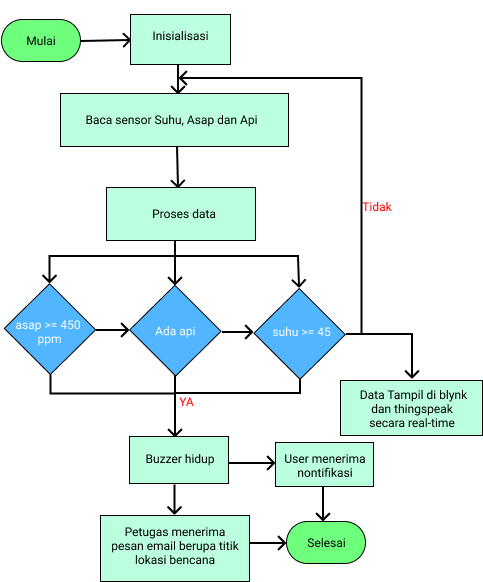 Mulai
Inisialisasi
Baca sensor Suhu, Asap dan Api
Proses data
Tidak
asap >= 450
ppm
Ada api
suhu >= 45
YA
Data Tampil di blynk
dan thingspeak
secara real-time
Buzzer hidup
User menerima
nontifikasi
Petugas menerima
pesan email berupa titik
lokasi bencana
Selesai